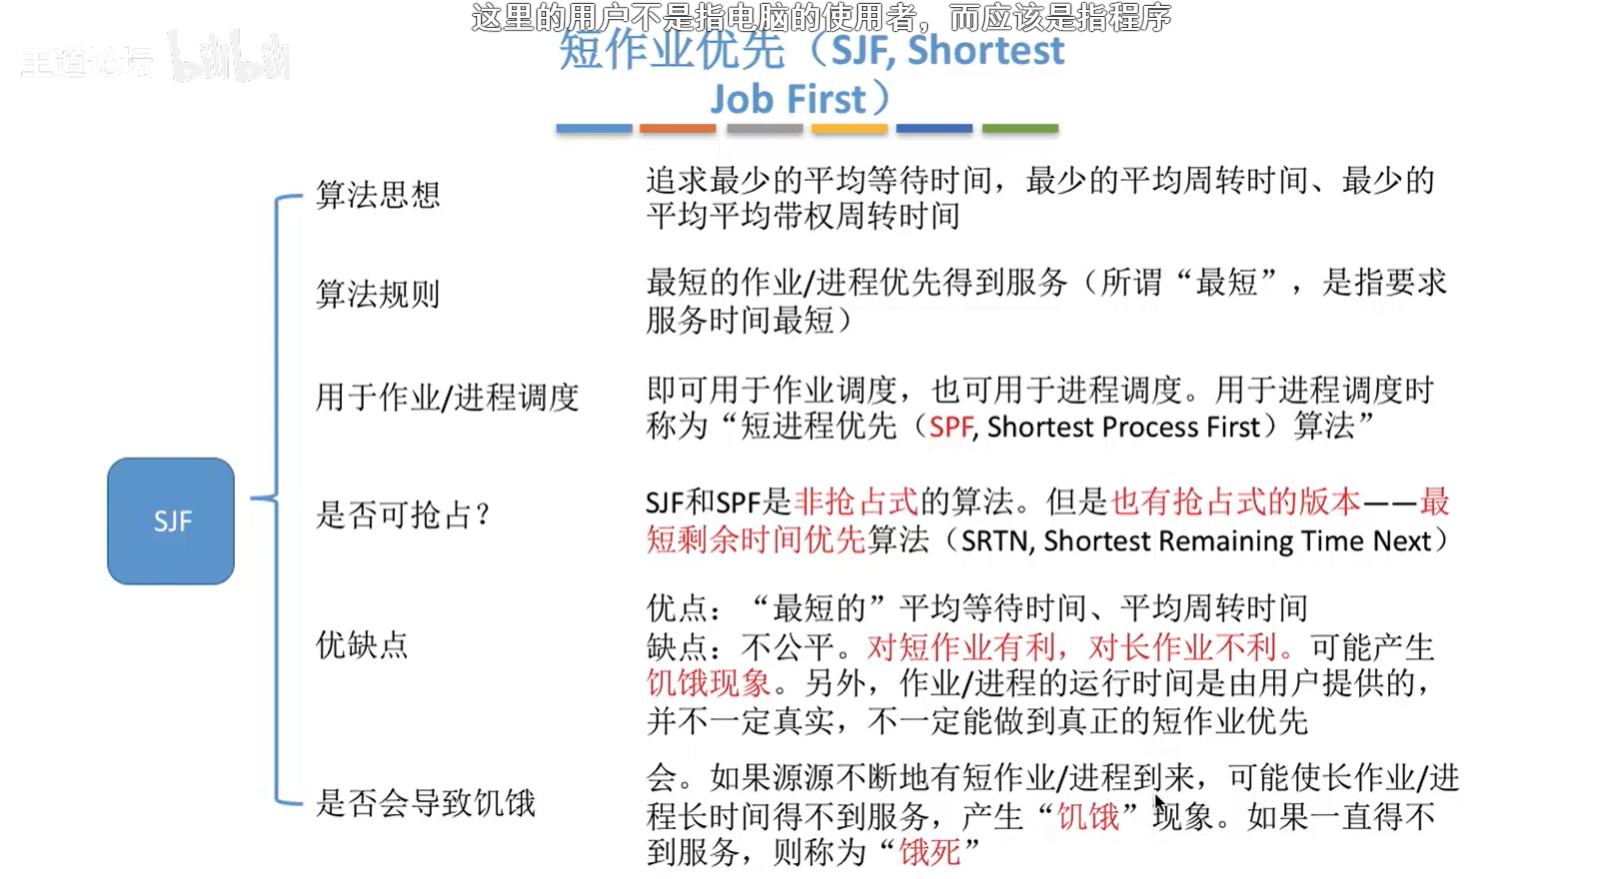 这里的用户不是指电脑的使用者，而应该是指程序
王道论坛 bilibili
短作业优先（SJF, Shortest
Job First）
算法思想
追求最少的平均等待时间，最少的平均周转时间、最少的
平均平均带权周转时间
算法规则
最短的作业/进程优先得到服务（所谓“最短”，是指要求
服务时间最短）
用于作业/进程调度
即可用于作业调度，也可用于进程调度。用于进程调度时
称为“短进程优先（SPF, Shortest Process First）算法”
SJF
是否可抢占？
SJF和SPF是非抢占式的算法。但是也有抢占式的版本——最
短剩余时间优先算法（SRTN, Shortest Remaining Time Next）
优缺点
优点：“最短的”平均等待时间、平均周转时间
缺点：不公平。对短作业有利，对长作业不利。可能产生
饥饿现象。另外，作业/进程的运行时间是由用户提供的，
并不一定真实，不一定能做到真正的短作业优先
是否会导致饥饿
会。如果源源不断地有短作业/进程到来，可能使长作业/进
程长时间得不到服务，产生“饥饿”现象。如果一直得不
到服务，则称为“饿死”